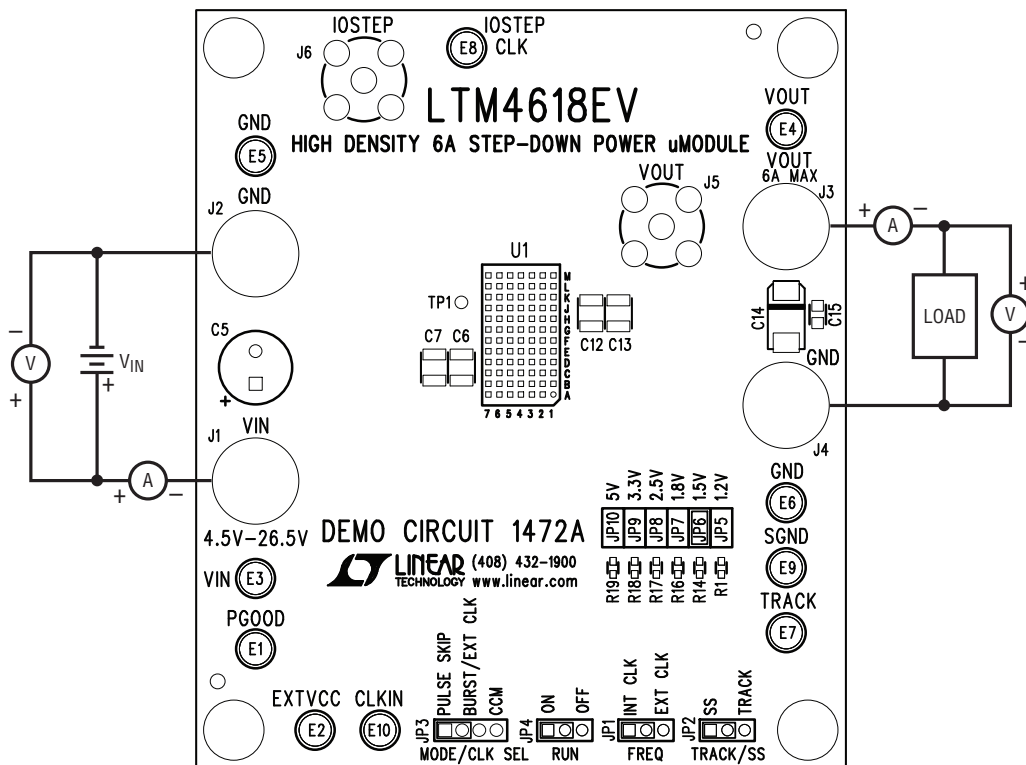 IOSTEP
J6
E8
IOSTEP
CLK
LTM4618EV
HIGH DENSITY 6A STEP-DOWN POWER uMODULE
GND
E5
VOUT
E4
VOUT
6A MAX
J3
J2
GND
VOUT
J5
+ A −
U1
M
L
K
J
H
G
F
E
D
C
B
A
7 6 5 4 3 2 1
TP1
C7 C6
C12 C13
C14
C15
LOAD
+
V
−
−
V
+
VIN
+
C5
+
GND
J4
J1
VIN
+ A −
4.5V-26.5V
DEMO CIRCUIT 1472A
LINEAR
TECHNOLOGY
(408) 432-1900
www.linear.com
5V
3.3V
2.5V
1.8V
1.5V
1.2V
JP10
JP9
JP8
JP7
JP6
JP5
R19
R18
R17
R16
R14
R1
GND
E6
SGND
E9
TRACK
E7
VIN
E3
PGOOD
E1
EXTVCC
E2
CLKIN
E10
JP3
PULSE SKIP
BURST/EXT CLK
CCM
MODE/CLK SEL
JP4
ON
OFF
RUN
JP1
INT CLK
EXT CLK
FREQ
JP2
SS
TRACK
TRACK/SS